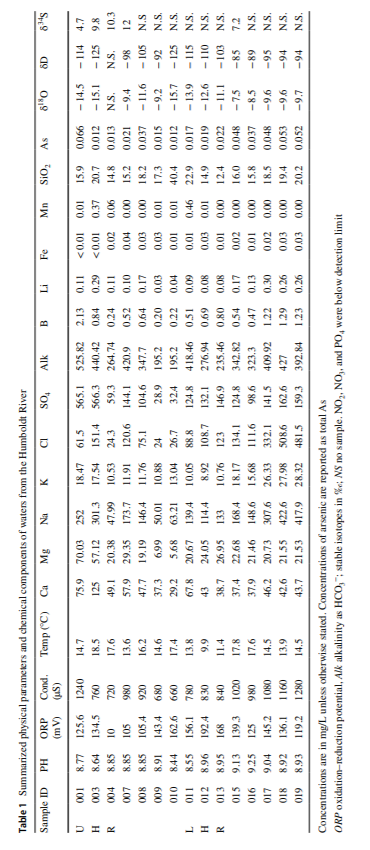 Table 1 Summarized physical parameters and chemical components of waters from the Humboldt River
Sample ID PH ORP (mV) Cond. (µS) Temp (°C) Ca Mg Na K Cl SO₄ Alk B Li Fe Mn SiO₂ As δ¹⁸O δD δ³⁴S
U 001 8.77 125.6 1240 14.7 75.9 70.03 252 18.47 61.5 565.1 525.82 2.13 0.11 <0.01 0.01 15.9 0.066 −14.5 −114 4.7
H 003 8.64 134.5 760 18.5 125 57.12 301.3 17.54 151.4 566.3 440.42 0.84 0.29 <0.01 0.37 20.7 0.012 −15.1 −125 9.8
R 004 8.85 10 720 17.6 49.1 20.38 47.99 10.53 24.3 59.3 264.74 0.24 0.11 0.02 0.06 14.8 0.013 N.S. N.S. 10.3
007 8.85 105 980 13.6 57.9 29.35 173.7 11.91 120.6 144.1 420.9 0.52 0.10 0.04 0.00 15.2 0.021 −9.4 −98 12
008 8.85 105.4 920 16.2 47.7 19.19 146.4 11.76 75.1 104.6 347.7 0.64 0.17 0.03 0.00 18.2 0.037 −11.6 −105 N.S
009 8.91 143.4 680 14.6 37.3 6.99 50.01 10.88 24 28.9 195.2 0.20 0.03 0.03 0.01 17.3 0.015 −9.2 −92 N.S.
010 8.44 162.6 660 17.4 29.2 5.68 63.21 13.04 26.7 32.4 195.2 0.22 0.04 0.01 0.00 40.4 0.012 −15.7 −125 N.S.
L 011 8.55 156.1 780 13.8 67.8 20.67 139.4 10.05 88.8 124.8 418.46 0.51 0.09 0.01 0.46 22.9 0.017 −13.9 −115 N.S.
H 012 8.96 192.4 830 9.9 43 24.05 114.4 8.92 108.7 132.1 276.94 0.69 0.08 0.03 0.01 14.9 0.019 −12.6 −110 N.S.
R 013 8.95 168 840 11.4 38.7 26.95 133 10.76 123 146.9 235.46 0.80 0.08 0.01 0.00 12.4 0.022 −11.1 −103 N.S.
015 9.13 139.3 1020 17.8 37.4 22.68 168.4 18.17 134.1 124.8 342.82 0.54 0.17 0.02 0.01 16.0 0.048 −7.5 −85 7.2
016 9.25 125 980 17.6 37.9 21.46 148.6 15.68 111.6 98.6 323.3 0.47 0.13 0.01 0.00 15.8 0.037 −8.5 −89 N.S.
017 9.04 145.2 1080 14.5 46.2 20.73 307.6 26.33 332.1 141.5 409.92 1.22 0.30 0.02 0.00 18.5 0.048 −9.6 −95 N.S.
018 8.92 136.1 1160 13.9 42.6 21.55 422.6 27.98 508.6 162.6 427 1.29 0.26 0.03 0.00 19.4 0.053 −9.6 −94 N.S.
019 8.93 119.2 1280 14.5 43.7 21.53 417.9 28.32 481.5 159.3 392.84 1.23 0.26 0.03 0.00 20.2 0.052 −9.7 −94 N.S.
Concentrations are in mg/L unless otherwise stated. Concentrations of arsenic are reported as total As
ORP oxidation–reduction potential, Alk alkalinity as HCO₃⁻; stable isotopes in ‰; NS no sample. NO₂, NO₃, and PO₄ were below detection limit